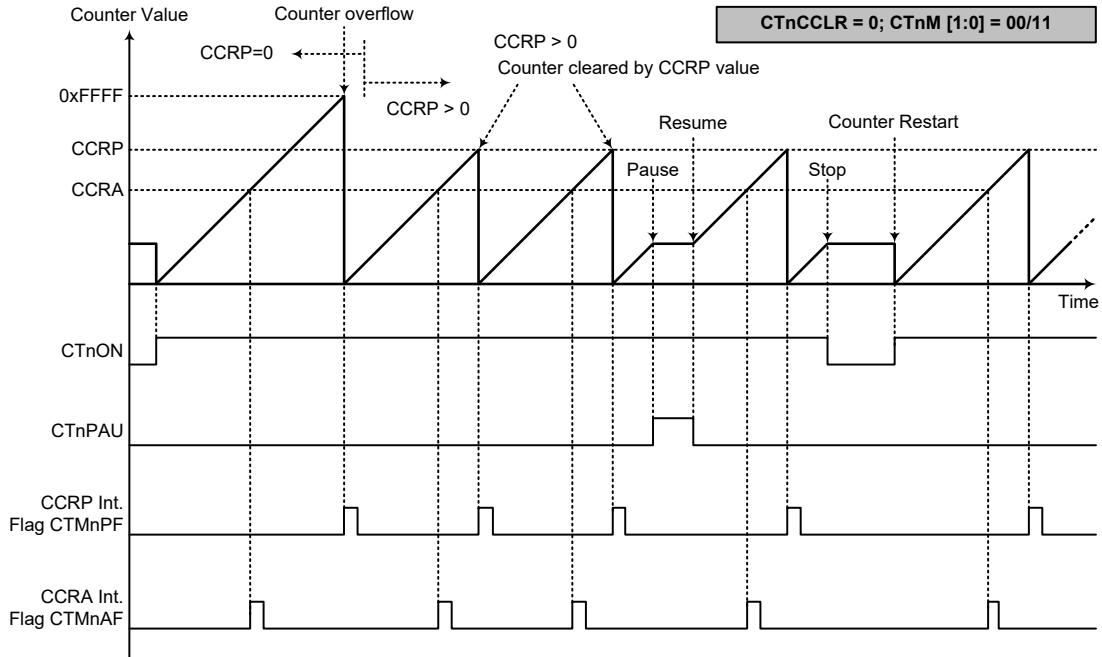 Counter Value
Counter overflow
CTnCCLR = 0; CTnM [1:0] = 00/11
CCRP=0
CCRP > 0
CCRP > 0
Counter cleared by CCRP value
0xFFFF
CCRP
CCRA
Pause
Resume
Stop
Counter Restart
Time
CTnON
CTnPAU
CCRP Int.
Flag CTMnPF
CCRA Int.
Flag CTMnAF